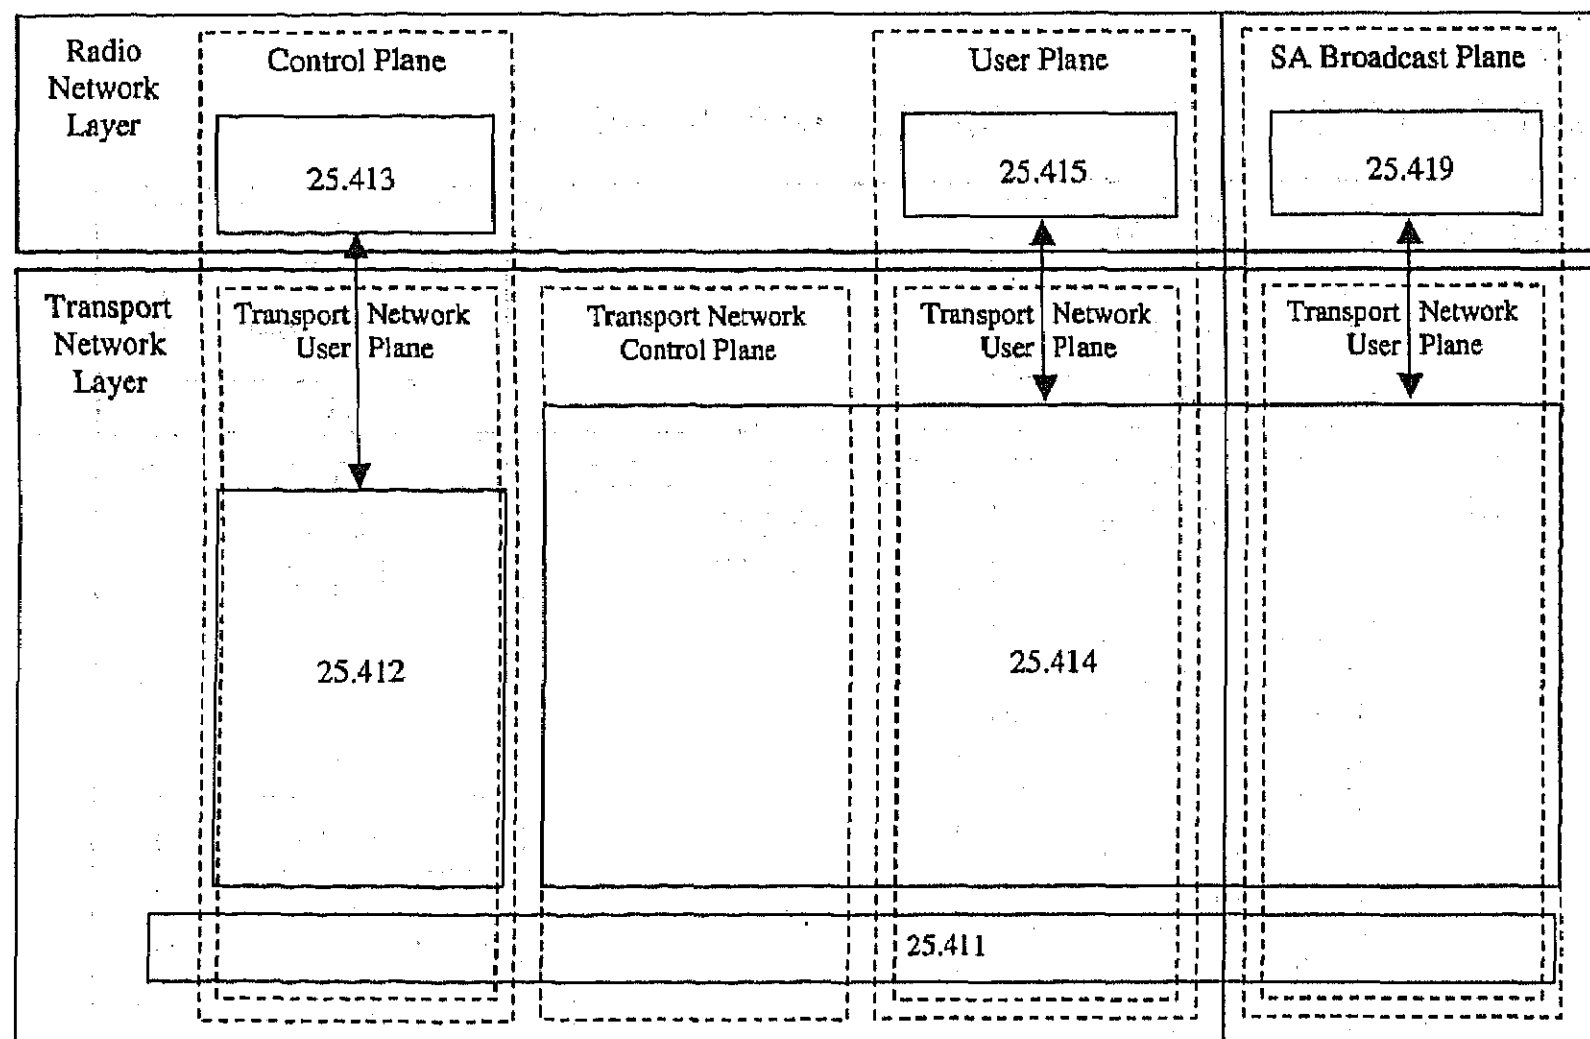 Radio
Network
Layer
Control Plane
User Plane
SA Broadcast Plane
25.413
25.415
25.419
Transport
Network
Layer
Transport Network
User Plane
Transport Network
Control Plane
Transport Network
User Plane
Transport Network
User Plane
25.412
25.414
25.411